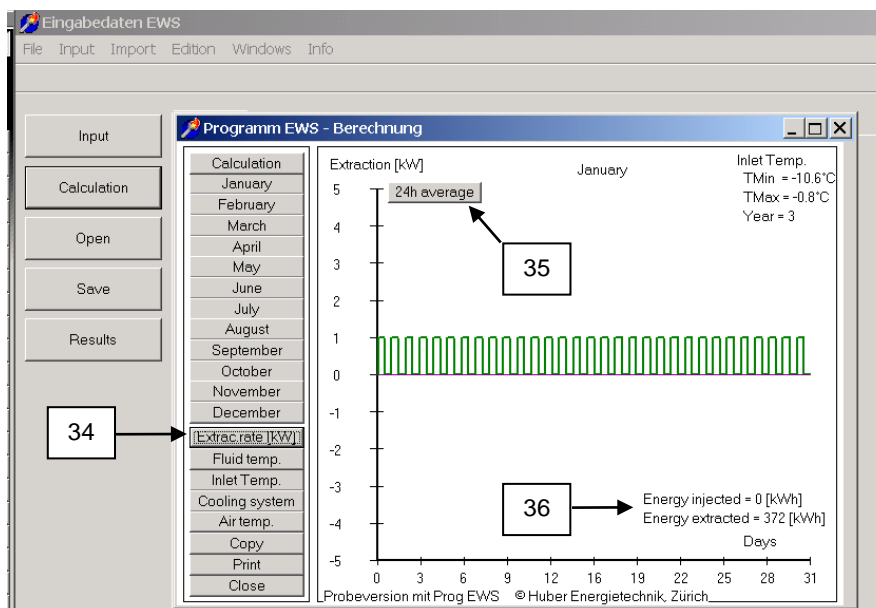 Eingabedaten EWS
File Input Import Edition Windows Info
Input
Calculation
Open
Save
Results
34
Programm EWS - Berechnung
Calculation
January
February
March
April
May
June
July
August
September
October
November
December
Extrac.rate [kW]
Fluid temp.
Inlet Temp.
Cooling system
Air temp.
Copy
Print
Close
Extraction [kW]
January
Inlet Temp.
TMin = -10.6°C
TMax = -0.8°C
Year = 3
24h average
35
5
4
3
2
1
0
-1
-2
-3
-4
-5
36
Energy injected = 0 [kWh]
Energy extracted = 372 [kWh]
Days
0 3 6 9 12 16 19 22 25 28 31
Probeversion mit Prog EWS © Huber Energietechnik, Zürich